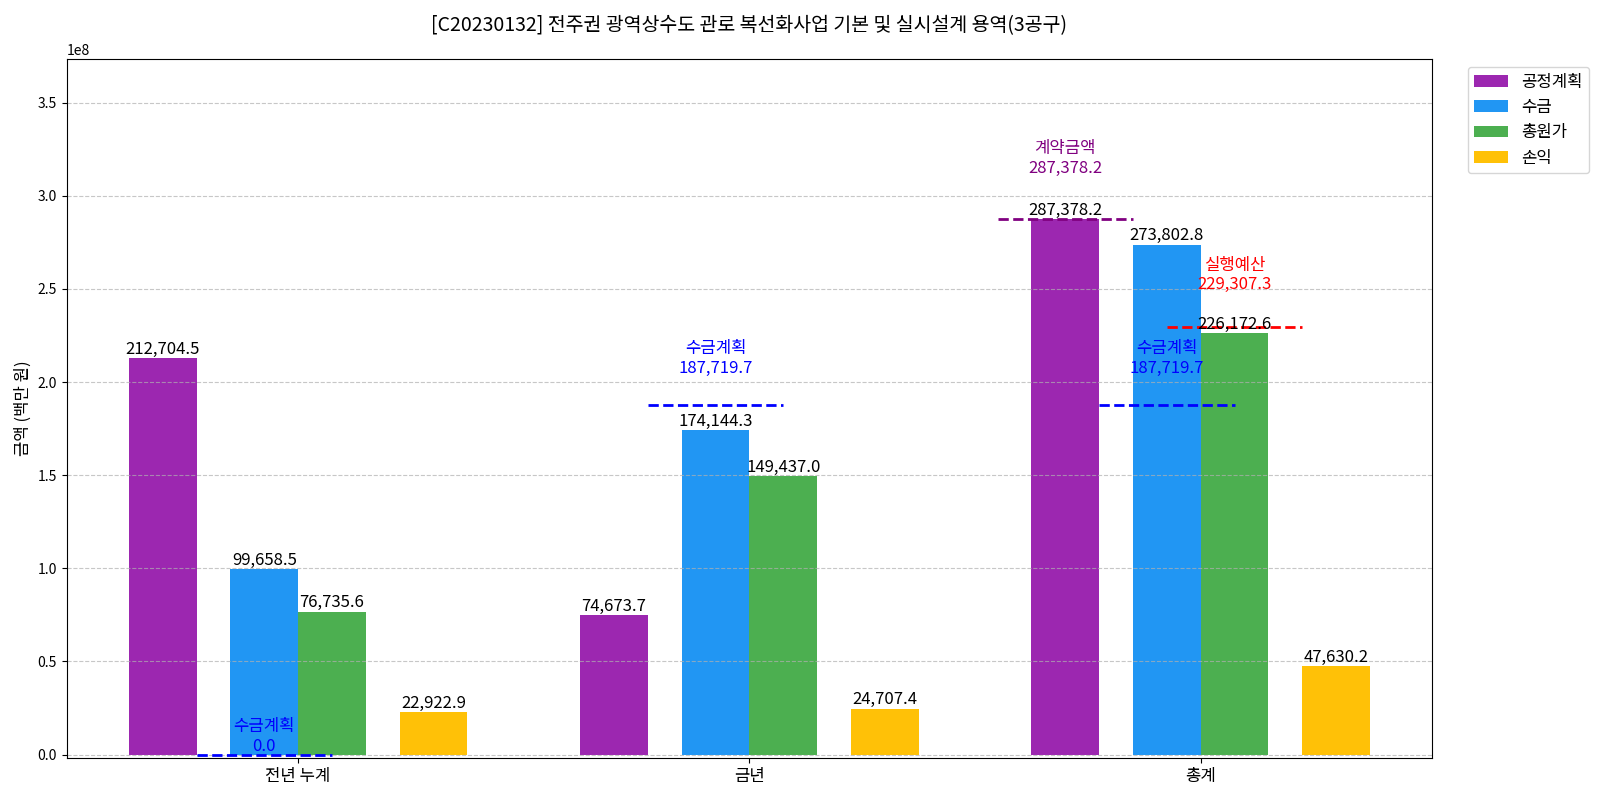 [C20230132] 전주권 광역상수도 관로 복선화사업 기본 및 실시설계 용역(3공구)
1e8
3.5
3.0
2.5
2.0
1.5
1.0
0.5
0.0
금액 (백만 원)
212,704.5
99,658.5
76,735.6
22,922.9
수금계획
0.0
수금계획
187,719.7
174,144.3
149,437.0
74,673.7
24,707.4
계약금액
287,378.2
287,378.2
273,802.8
실행예산
229,307.3
226,172.6
수금계획
187,719.7
47,630.2
전년 누계
금년
총계
공정계획
수금
총원가
손익